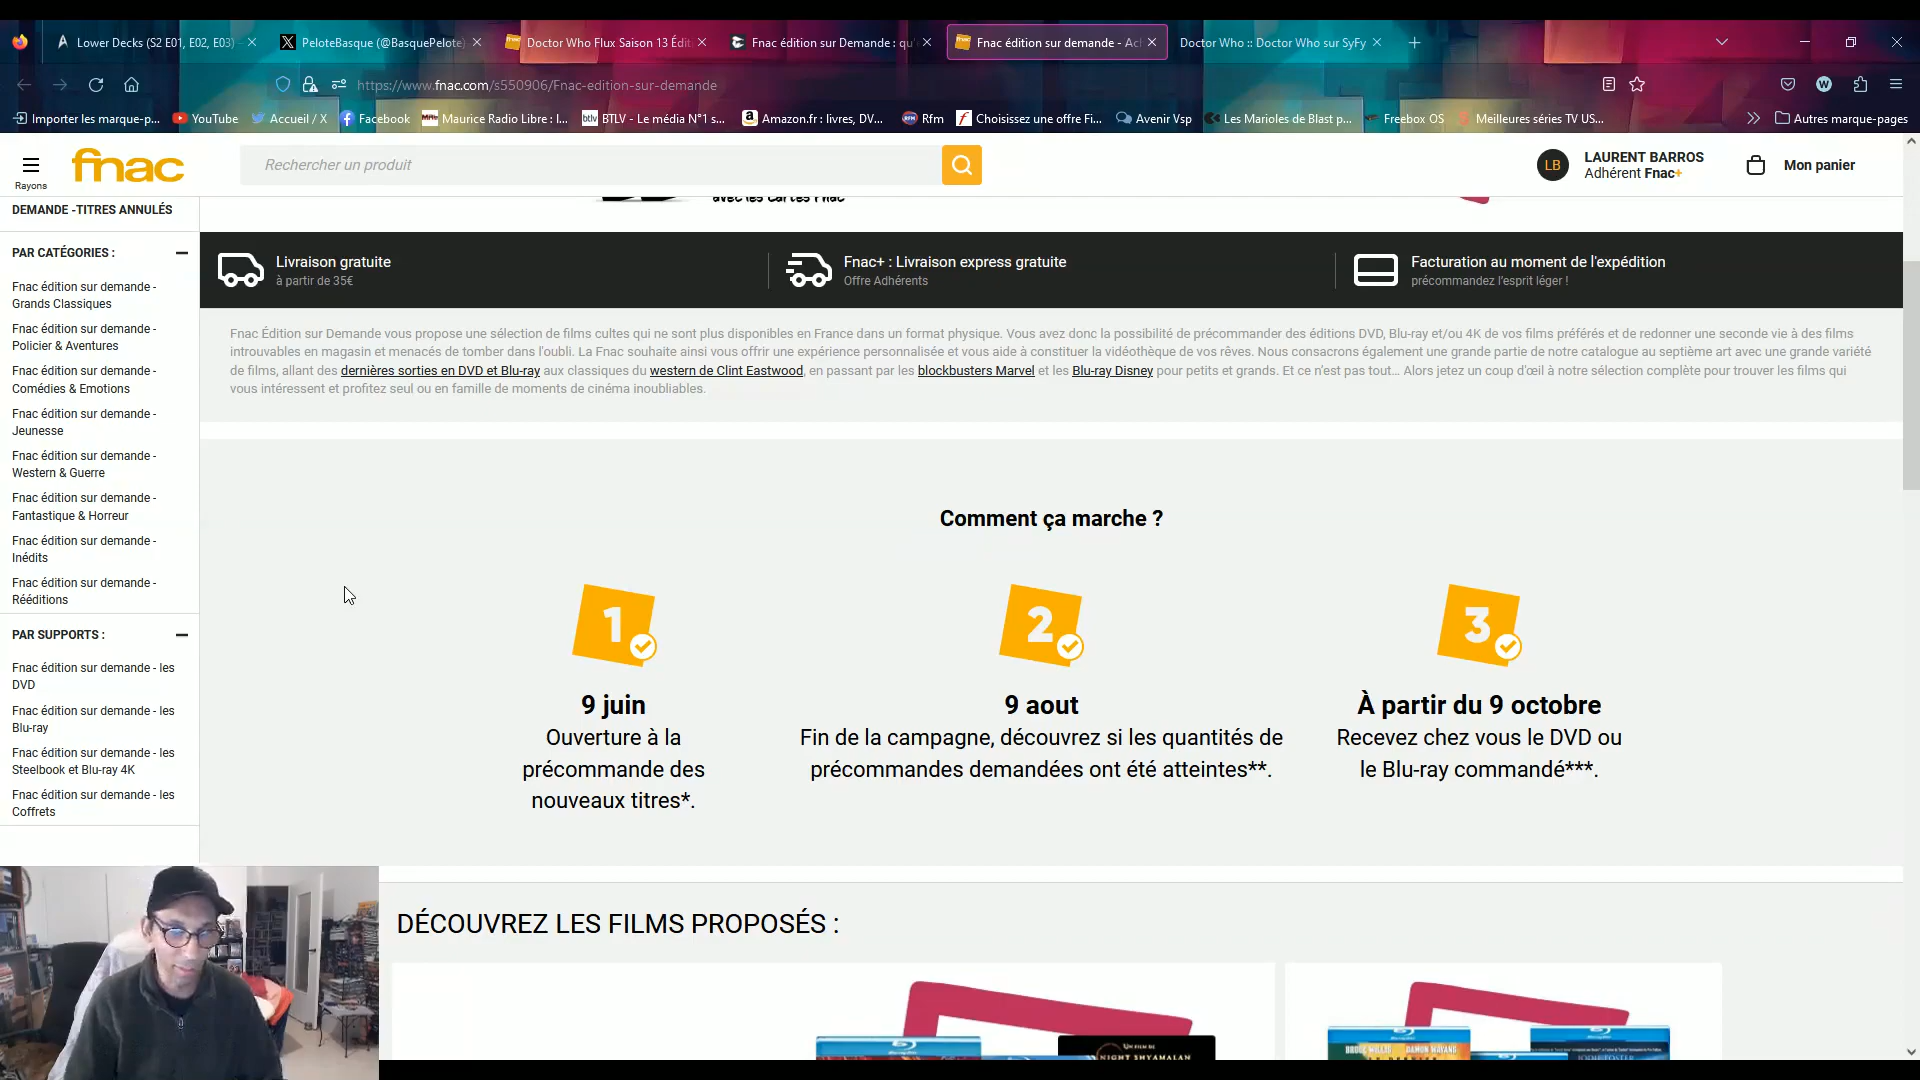 Lower Decks (S2 E01, E02, E03)
PeloteBasque (@BasquePelote)
Doctor Who Flux Saison 13 Édit
Fnac édition sur Demande : qu'
Fnac édition sur demande - Acl
Doctor Who :: Doctor Who sur SyFy
https://www.fnac.com/s550906/Fnac-edition-sur-demande
Importer les marque-p...
YouTube
Accueil / X
Facebook
Maurice Radio Libre : l...
BTLV - Le média N°1 s...
Amazon.fr : livres, DV...
Rfm
Choisissez une offre Fi...
Avenir Vsp
Les Marioles de Blast p...
Freebox OS
Meilleures séries TV US...
Autres marque-pages
Rayons
fnac
Rechercher un produit
LB
LAURENT BARROS
Adhérent Fnac+
Mon panier
DEMANDE -TITRES ANNULÉS
avec les Cartes Fnac
PAR CATÉGORIES :
Fnac édition sur demande -
Grands Classiques
Fnac édition sur demande -
Policier & Aventures
Fnac édition sur demande -
Comédies & Emotions
Fnac édition sur demande -
Jeunesse
Fnac édition sur demande -
Western & Guerre
Fnac édition sur demande -
Fantastique & Horreur
Fnac édition sur demande -
Inédits
Fnac édition sur demande -
Rééditions
PAR SUPPORTS :
Fnac édition sur demande - les
DVD
Fnac édition sur demande - les
Blu-ray
Fnac édition sur demande - les
Steelbook et Blu-ray 4K
Fnac édition sur demande - les
Coffrets
Livraison gratuite
à partir de 35€
Fnac+ : Livraison express gratuite
Offre Adhérents
Facturation au moment de l'expédition
précommandez l'esprit léger !
Fnac Édition sur Demande vous propose une sélection de films cultes qui ne sont plus disponibles en France dans un format physique. Vous avez donc la possibilité de précommander des éditions DVD, Blu-ray et/ou 4K de vos films préférés et de redonner une seconde vie à des films
introuvables en magasin et menacés de tomber dans l'oubli. La Fnac souhaite ainsi vous offrir une expérience personnalisée et vous aide à constituer la vidéothèque de vos rêves. Nous consacrons également une grande partie de notre catalogue au septième art avec une grande variété
de films, allant des dernières sorties en DVD et Blu-ray aux classiques du western de Clint Eastwood, en passant par les blockbusters Marvel et les Blu-ray Disney pour petits et grands. Et ce n'est pas tout... Alors jetez un coup d'œil à notre sélection complète pour trouver les films qui
vous intéressent et profitez seul ou en famille de moments de cinéma inoubliables.
Comment ça marche ?
1
9 juin
Ouverture à la
précommande des
nouveaux titres*.
2
9 aout
Fin de la campagne, découvrez si les quantités de
précommandes demandées ont été atteintes**.
3
À partir du 9 octobre
Recevez chez vous le DVD ou
le Blu-ray commandé***.
DÉCOUVREZ LES FILMS PROPOSÉS :
UN FILM DE
NIGHT SHYAMALAN
BRUCE WILLIS DAMON WAYANS
JODIE FOSTER